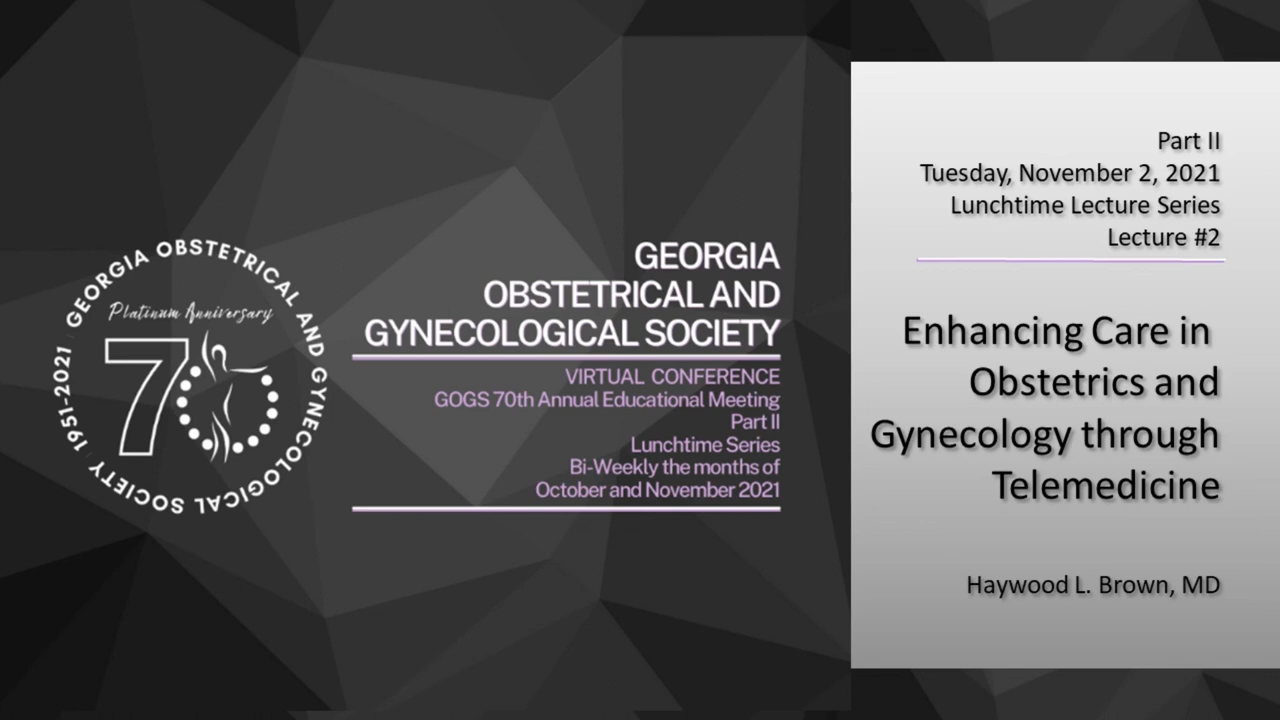 GEORGIA OBSTETRICAL AND GYNECOLOGICAL SOCIETY 1951-2021
Platinum Anniversary
70
GEORGIA
OBSTETRICAL AND
GYNECOLOGICAL SOCIETY
VIRTUAL CONFERENCE
GOGS 70th Annual Educational Meeting
Part II
Lunchtime Series
Bi-Weekly the months of
October and November 2021
Part II
Tuesday, November 2, 2021
Lunchtime Lecture Series
Lecture #2
Enhancing Care in
Obstetrics and
Gynecology through
Telemedicine
Haywood L. Brown, MD